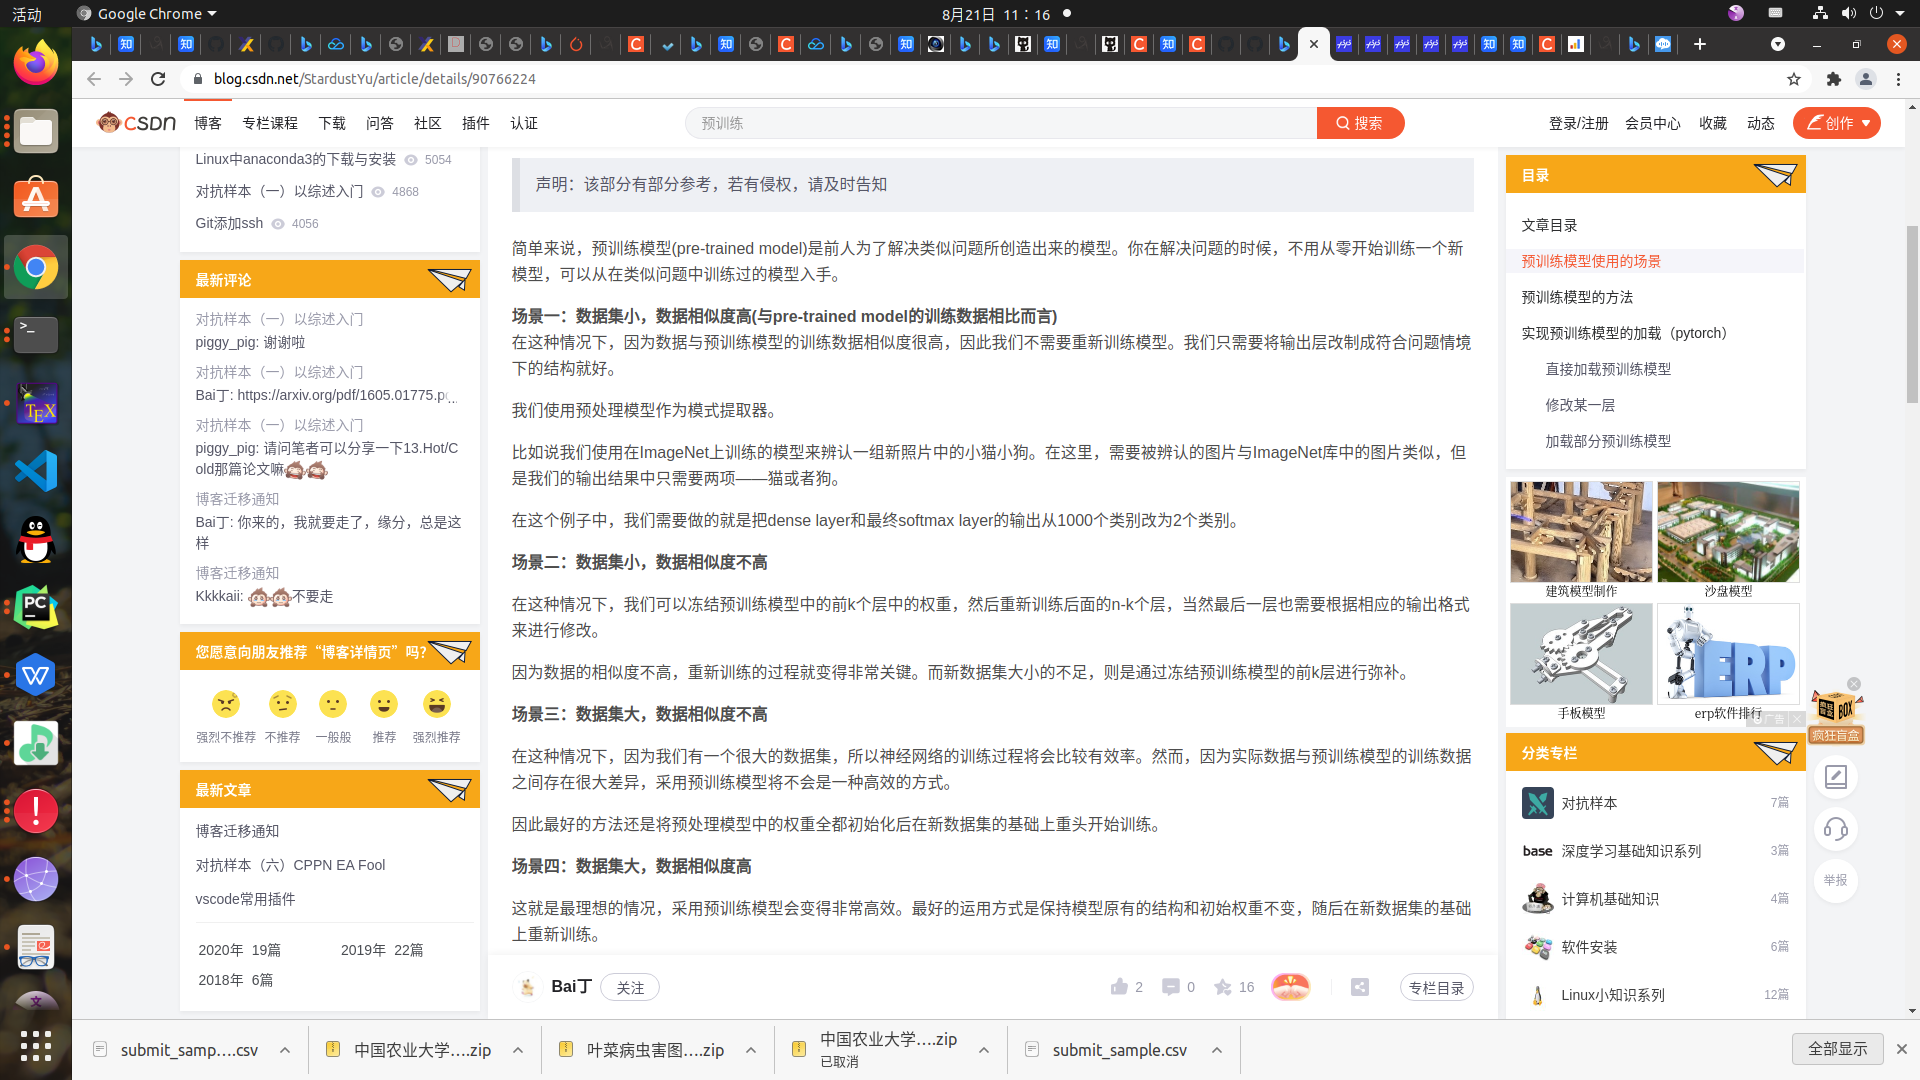 活动
Google Chrome
8月21日 11：16
blog.csdn.net/StardustYu/article/details/90766224
CSDN
博客
专栏课程
下载
问答
社区
插件
认证
预训练
搜索
登录/注册
会员中心
收藏
动态
创作
Linux中anaconda3的下载与安装 5054
对抗样本（一）以综述入门 4868
Git添加ssh 4056
最新评论
对抗样本（一）以综述入门
piggy_pig: 谢谢啦
对抗样本（一）以综述入门
Bai丁: https://arxiv.org/pdf/1605.01775.p...
对抗样本（一）以综述入门
piggy_pig: 请问笔者可以分享一下13.Hot/C
old那篇论文嘛
博客迁移通知
Bai丁: 你来的，我就要走了，缘分，总是这
样
博客迁移通知
Kkkkaii: 不要走
您愿意向朋友推荐“博客详情页”吗？
强烈不推荐
不推荐
一般般
推荐
强烈推荐
最新文章
博客迁移通知
对抗样本（六）CPPN EA Fool
vscode常用插件
2020年 19篇
2019年 22篇
2018年 6篇
声明：该部分有部分参考，若有侵权，请及时告知
简单来说，预训练模型(pre-trained model)是前人为了解决类似问题所创造出来的模型。你在解决问题的时候，不用从零开始训练一个新
模型，可以从在类似问题中训练过的模型入手。
场景一：数据集小，数据相似度高(与pre-trained model的训练数据相比而言)
在这种情况下，因为数据与预训练模型的训练数据相似度很高，因此我们不需要重新训练模型。我们只需要将输出层改制成符合问题情境
下的结构就好。
我们使用预处理模型作为模式提取器。
比如说我们使用在ImageNet上训练的模型来辨认一组新照片中的小猫小狗。在这里，需要被辨认的图片与ImageNet库中的图片类似，但
是我们的输出结果中只需要两项——猫或者狗。
在这个例子中，我们需要做的就是把dense layer和最终softmax layer的输出从1000个类别改为2个类别。
场景二：数据集小，数据相似度不高
在这种情况下，我们可以冻结预训练模型中的前k个层中的权重，然后重新训练后面的n-k个层，当然最后一层也需要根据相应的输出格式
来进行修改。
因为数据的相似度不高，重新训练的过程就变得非常关键。而新数据集大小的不足，则是通过冻结预训练模型的前k层进行弥补。
场景三：数据集大，数据相似度不高
在这种情况下，因为我们有一个很大的数据集，所以神经网络的训练过程将会比较有效率。然而，因为实际数据与预训练模型的训练数据
之间存在很大差异，采用预训练模型将不会是一种高效的方式。
因此最好的方法还是将预处理模型中的权重全都初始化后在新数据集的基础上重头开始训练。
场景四：数据集大，数据相似度高
这就是最理想的情况，采用预训练模型会变得非常高效。最好的运用方式是保持模型原有的结构和初始权重不变，随后在新数据集的基础
上重新训练。
Bai丁
关注
2
0
16
专栏目录
目录
文章目录
预训练模型使用的场景
预训练模型的方法
实现预训练模型的加载（pytorch）
直接加载预训练模型
修改某一层
加载部分预训练模型
建筑模型制作
沙盘模型
手板模型
ERP
erp软件排行
广告
疯狂盲盒
BOX
疯狂盲盒
分类专栏
对抗样本 7篇
base
深度学习基础知识系列 3篇
计算机基础知识 4篇
软件安装 6篇
Linux小知识系列 12篇
举报
submit_samp....csv
中国农业大学....zip
叶菜病虫害图....zip
中国农业大学....zip
已取消
submit_sample.csv
全部显示